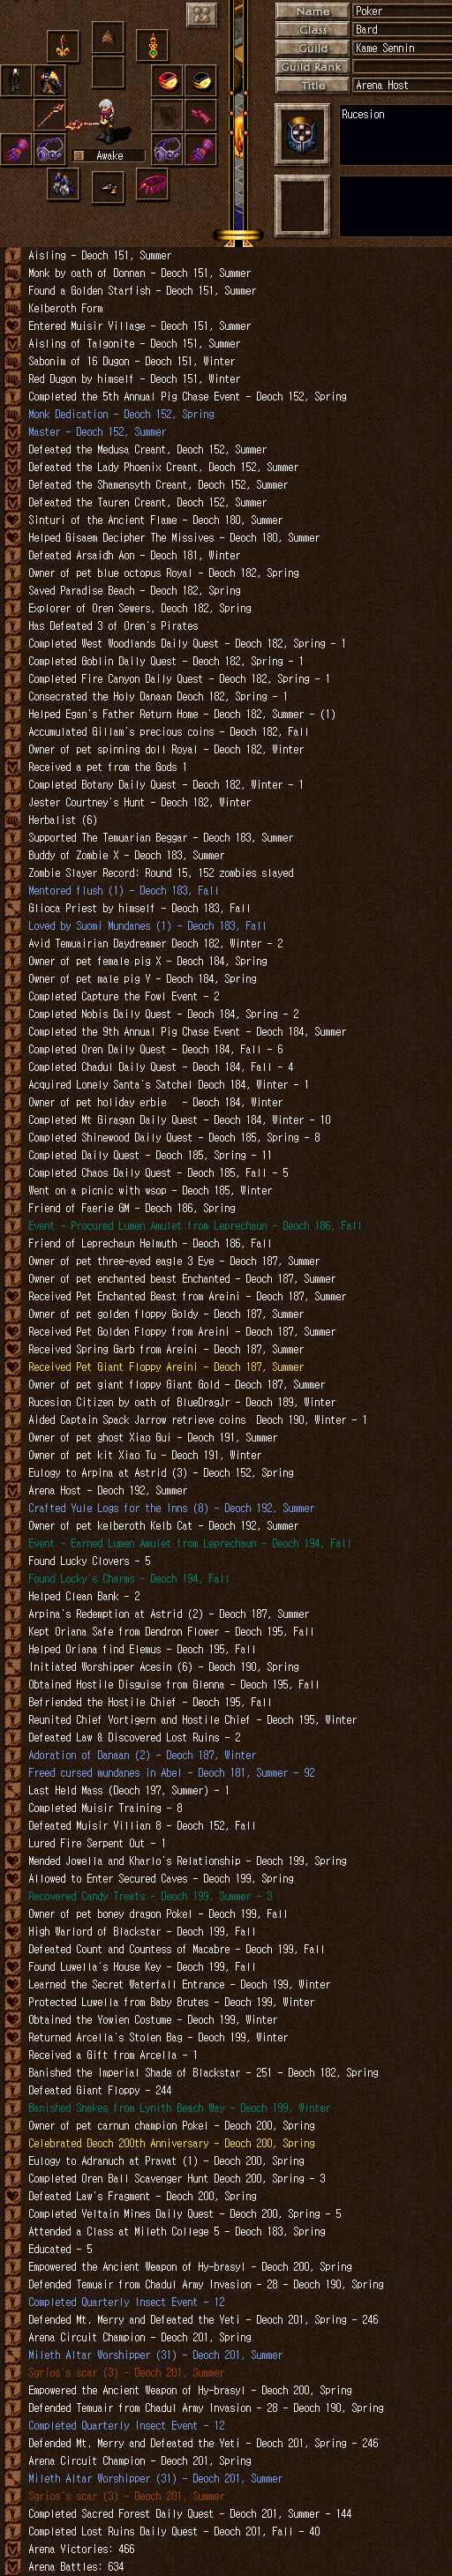 Name
Poker
Class
Bard
Guild
Kame Sennin
Guild Rank
Title
Arena Host
Rucesion
Awake
Aisling - Deoch 151, Summer
Monk by oath of Donnan - Deoch 151, Summer
Found a Golden Starfish - Deoch 151, Summer
Kelberoth Form
Entered Muisir Village - Deoch 151, Summer
Aisling of Talgonite - Deoch 151, Summer
Sabonim of 16 Dugon - Deoch 151, Winter
Red Dugon by himself - Deoch 151, Winter
Completed the 5th Annual Pig Chase Event - Deoch 152, Spring
Monk Dedication - Deoch 152, Spring
Master - Deoch 152, Summer
Defeated the Medusa Creant, Deoch 152, Summer
Defeated the Lady Phoenix Creant, Deoch 152, Summer
Defeated the Shamensyth Creant, Deoch 152, Summer
Defeated the Tauren Creant, Deoch 152, Summer
Sinturi of the Ancient Flame - Deoch 180, Summer
Helped Gisaem Decipher The Missives - Deoch 180, Summer
Defeated Arsaidh Aon - Deoch 181, Winter
Owner of pet blue octopus Royal - Deoch 182, Spring
Saved Paradise Beach - Deoch 182, Spring
Explorer of Oren Sewers, Deoch 182, Spring
Has Defeated 3 of Oren's Pirates
Completed West Woodlands Daily Quest - Deoch 182, Spring - 1
Completed Goblin Daily Quest - Deoch 182, Spring - 1
Completed Fire Canyon Daily Quest - Deoch 182, Spring - 1
Consecrated the Holy Danaan Deoch 182, Spring - 1
Helped Egan's Father Return Home - Deoch 182, Summer - (1)
Accumulated Gillam's precious coins - Deoch 182, Fall
Owner of pet spinning doll Royal - Deoch 182, Winter
Received a pet from the Gods 1
Completed Botany Daily Quest - Deoch 182, Winter - 1
Jester Courtney's Hunt - Deoch 182, Winter
Herbalist (6)
Supported The Temuarian Beggar - Deoch 183, Summer
Buddy of Zombie X - Deoch 183, Summer
Zombie Slayer Record: Round 15, 152 zombies slayed
Mentored flush (1) - Deoch 183, Fall
Glioca Priest by himself - Deoch 183, Fall
Loved by Suomi Mundanes (1) - Deoch 183, Fall
Avid Temuairian Daydreamer Deoch 182, Winter - 2
Owner of pet female pig X - Deoch 184, Spring
Owner of pet male pig Y - Deoch 184, Spring
Completed Capture the Fowl Event - 2
Completed Nobis Daily Quest - Deoch 184, Spring - 2
Completed the 9th Annual Pig Chase Event - Deoch 184, Summer
Completed Oren Daily Quest - Deoch 184, Fall - 6
Completed Chadul Daily Quest - Deoch 184, Fall - 4
Acquired Lonely Santa's Satchel Deoch 184, Winter - 1
Owner of pet holiday erbie   - Deoch 184, Winter
Completed Mt Giragan Daily Quest - Deoch 184, Winter - 10
Completed Shinewood Daily Quest - Deoch 185, Spring - 8
Completed Daily Quest - Deoch 185, Spring - 11
Completed Chaos Daily Quest - Deoch 185, Fall - 5
Went on a picnic with wsop - Deoch 185, Winter
Friend of Faerie GM - Deoch 186, Spring
Event - Procured Lumen Amulet from Leprechaun - Deoch 186, Fall
Friend of Leprechaun Helmuth - Deoch 186, Fall
Owner of pet three-eyed eagle 3 Eye - Deoch 187, Summer
Owner of pet enchanted beast Enchanted - Deoch 187, Summer
Received Pet Enchanted Beast from Areini - Deoch 187, Summer
Owner of pet golden floppy Goldy - Deoch 187, Summer
Received Pet Golden Floppy from Areini - Deoch 187, Summer
Received Spring Garb from Areini - Deoch 187, Summer
Received Pet Giant Floppy Areini - Deoch 187, Summer
Owner of pet giant floppy Giant Gold - Deoch 187, Summer
Rucesion Citizen by oath of BlueDragJr - Deoch 189, Winter
Aided Captain Spack Jarrow retrieve coins  Deoch 190, Winter - 1
Owner of pet ghost Xiao Gui - Deoch 191, Summer
Owner of pet kit Xiao Tu - Deoch 191, Winter
Eulogy to Arpina at Astrid (3) - Deoch 152, Spring
Arena Host - Deoch 192, Summer
Crafted Yule Logs for the Inns (8) - Deoch 192, Summer
Owner of pet kelberoth Kelb Cat - Deoch 192, Summer
Event - Earned Lumen Amulet from Leprechaun - Deoch 194, Fall
Found Lucky Clovers - 5
Found Locky's Charms - Deoch 194, Fall
Helped Clean Bank - 2
Arpina's Redemption at Astrid (2) - Deoch 187, Summer
Kept Oriana Safe from Dendron Flower - Deoch 195, Fall
Helped Oriana find Elemus - Deoch 195, Fall
Initiated Worshipper Acesin (6) - Deoch 190, Spring
Obtained Hostile Disguise from Glenna - Deoch 195, Fall
Befriended the Hostile Chief - Deoch 195, Fall
Reunited Chief Vortigern and Hostile Chief - Deoch 195, Winter
Defeated Law & Discovered Lost Ruins - 2
Adoration of Danaan (2) - Deoch 187, Winter
Freed cursed mundanes in Abel - Deoch 181, Summer - 92
Last Held Mass (Deoch 197, Summer) - 1
Completed Muisir Training - 8
Defeated Muisir Villian 8 - Deoch 152, Fall
Lured Fire Serpent Out - 1
Mended Jowella and Kharlo's Relationship - Deoch 199, Spring
Allowed to Enter Secured Caves - Deoch 199, Spring
Recovered Candy Treats - Deoch 199, Summer - 3
Owner of pet boney dragon Pokel - Deoch 199, Fall
High Warlord of Blackstar - Deoch 199, Fall
Defeated Count and Countess of Macabre - Deoch 199, Fall
Found Luwella's House Key - Deoch 199, Fall
Learned the Secret Waterfall Entrance - Deoch 199, Winter
Protected Luwella from Baby Brutes - Deoch 199, Winter
Obtained the Yowien Costume - Deoch 199, Winter
Returned Arcella's Stolen Bag - Deoch 199, Winter
Received a Gift from Arcella - 1
Banished the Imperial Shade of Blackstar - 251 - Deoch 182, Spring
Defeated Giant Floppy - 244
Banished Snakes from Lynith Beach Way - Deoch 199, Winter
Owner of pet carnun champion Pokel - Deoch 200, Spring
Celebrated Deoch 200th Anniversary - Deoch 200, Spring
Eulogy to Adranuch at Pravat (1) - Deoch 200, Spring
Completed Oren Ball Scavenger Hunt Deoch 200, Spring - 3
Defeated Law's Fragment - Deoch 200, Spring
Completed Veltain Mines Daily Quest - Deoch 200, Spring - 5
Attended a Class at Mileth College 5 - Deoch 183, Spring
Educated - 5
Empowered the Ancient Weapon of Hy-brasyl - Deoch 200, Spring
Defended Temuair from Chadul Army Invasion - 28 - Deoch 190, Spring
Completed Quarterly Insect Event - 12
Defended Mt. Merry and Defeated the Yeti - Deoch 201, Spring - 246
Arena Circuit Champion - Deoch 201, Spring
Mileth Altar Worshipper (31) - Deoch 201, Summer
Sgrios's scar (3) - Deoch 201, Summer
Empowered the Ancient Weapon of Hy-brasyl - Deoch 200, Spring
Defended Temuair from Chadul Army Invasion - 28 - Deoch 190, Spring
Completed Quarterly Insect Event - 12
Defended Mt. Merry and Defeated the Yeti - Deoch 201, Spring - 246
Arena Circuit Champion - Deoch 201, Spring
Mileth Altar Worshipper (31) - Deoch 201, Summer
Sgrios's scar (3) - Deoch 201, Summer
Completed Sacred Forest Daily Quest - Deoch 201, Summer - 144
Completed Lost Ruins Daily Quest - Deoch 201, Fall - 40
Arena Victories: 466
Arena Battles: 634